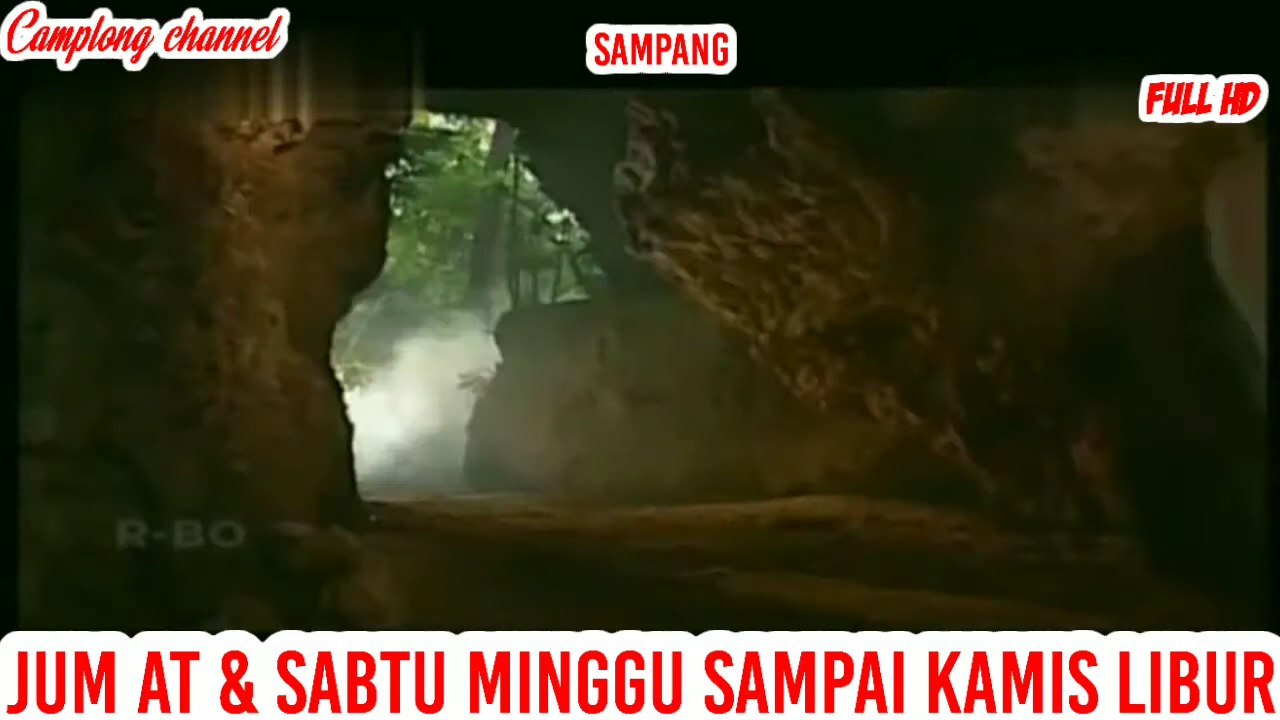 Camplong channel
SAMPANG
FULL HD
R-BO
JUM AT & SABTU MINGGU SAMPAI KAMIS LIBUR